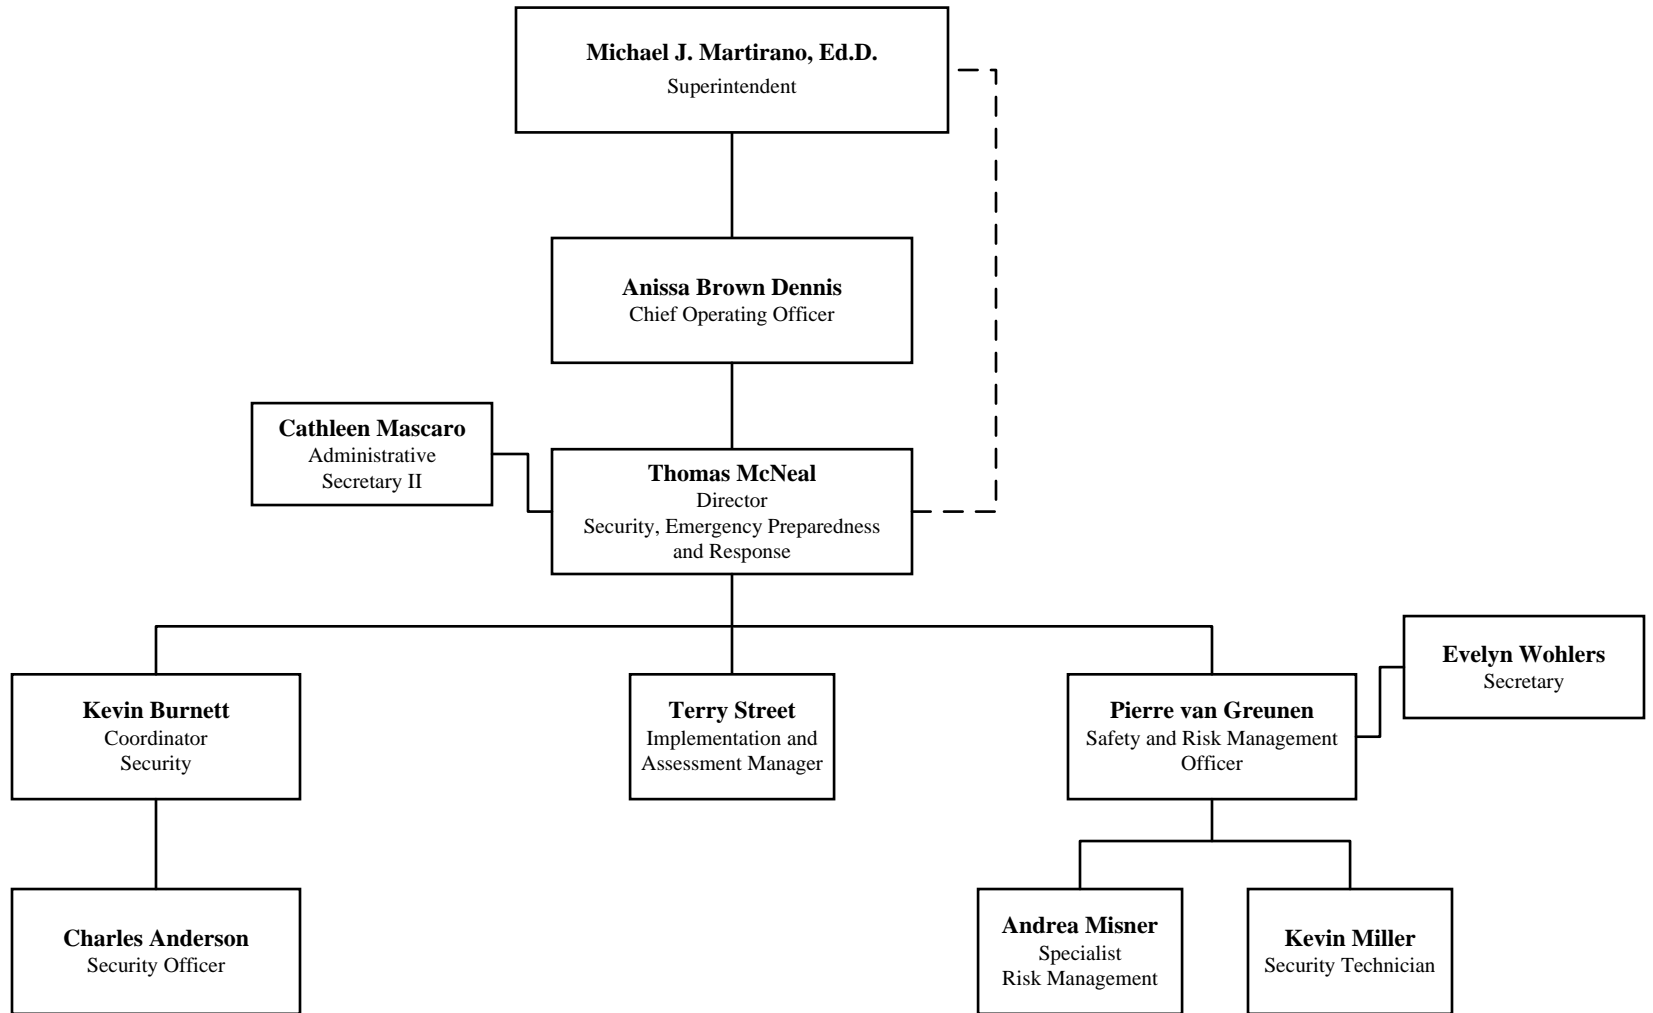 Michael J. Martirano, Ed.D.
Superintendent
Anissa Brown Dennis
Chief Operating Officer
Cathleen Mascaro
Administrative
Secretary II
Thomas McNeal
Director
Security, Emergency Preparedness
and Response
Evelyn Wohlers
Secretary
Kevin Burnett
Coordinator
Security
Terry Street
Implementation and
Assessment Manager
Pierre van Greunen
Safety and Risk Management
Officer
Charles Anderson
Security Officer
Andrea Misner
Specialist
Risk Management
Kevin Miller
Security Technician